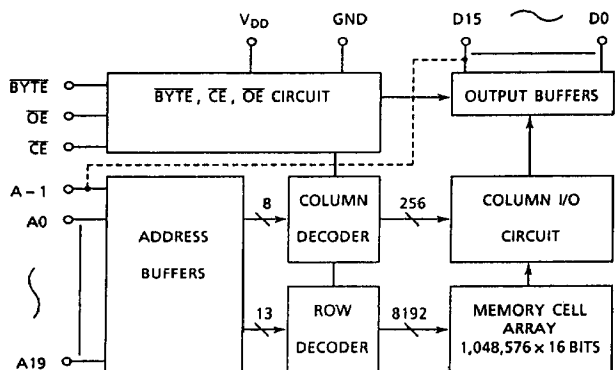 VDD GND D15 D0
BYTE
OE
CE
BYTE, CE, OE CIRCUIT
OUTPUT BUFFERS
A-1
A0
A19
ADDRESS
BUFFERS
8
COLUMN
DECODER
256
COLUMN I/O
CIRCUIT
13
ROW
DECODER
8192
MEMORY CELL
ARRAY
1,048,576 x 16 BITS